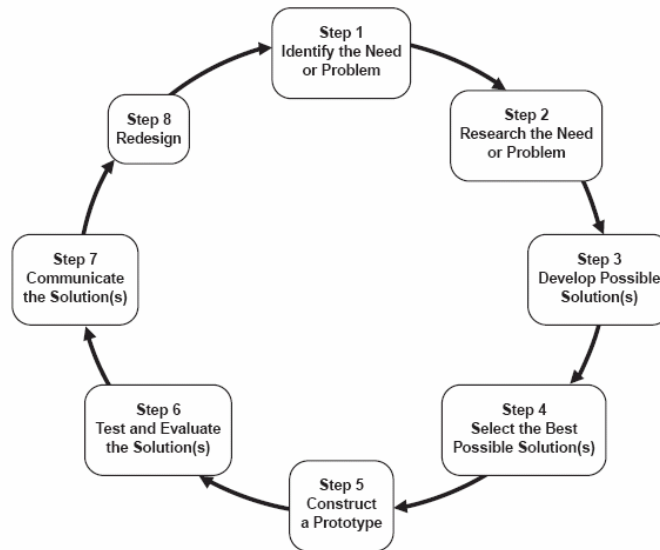 Step 1
Identify the Need
or Problem
Step 2
Research the Need
or Problem
Step 3
Develop Possible
Solution(s)
Step 4
Select the Best
Possible Solution(s)
Step 5
Construct
a Prototype
Step 6
Test and Evaluate
the Solution(s)
Step 7
Communicate
the Solution(s)
Step 8
Redesign